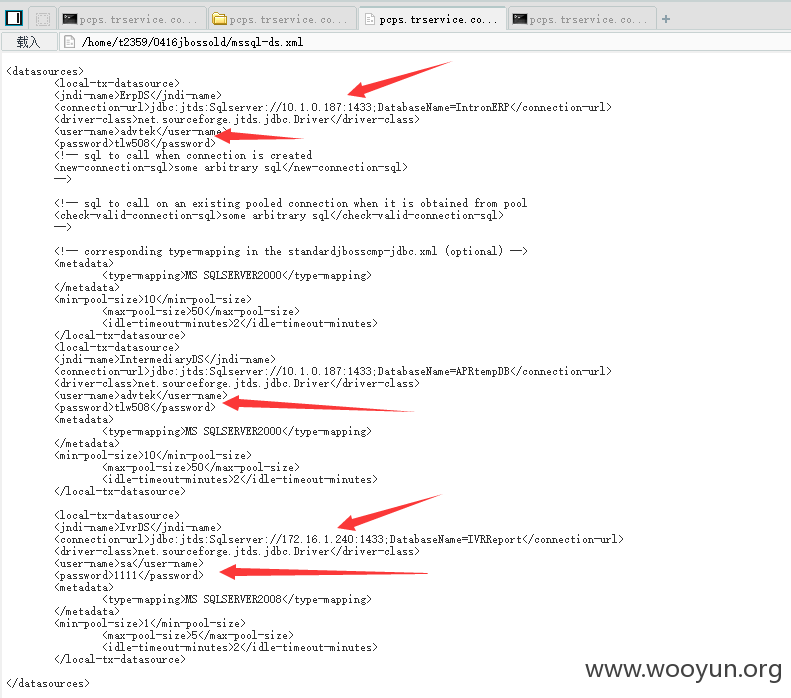 pcps.trservice.co...
pcps.trservice.co...
pcps.trservice.co...
pcps.trservice.co...
载入
/home/t2359/0416jbossold/mssql-ds.xml
<datasources>
<local-tx-datasource>
<jndi-name>ErpDS</jndi-name>
<connection-url>jdbc:jtds:Sqlserver://10.1.0.187:1433;DatabaseName=IntronERP</connection-url>
<driver-class>net.sourceforge.jtds.jdbc.Driver</driver-class>
<user-name>advtek</user-name>
<password>tlw508</password>
<!-- sql to call when connection is created
<new-connection-sql>some arbitrary sql</new-connection-sql>
-->
<!-- sql to call on an existing pooled connection when it is obtained from pool
<check-valid-connection-sql>some arbitrary sql</check-valid-connection-sql>
-->
<!-- corresponding type-mapping in the standardjbosscmp-jdbc.xml (optional) -->
<metadata>
<type-mapping>MS SQLSERVER2000</type-mapping>
</metadata>
<min-pool-size>10</min-pool-size>
<max-pool-size>50</max-pool-size>
<idle-timeout-minutes>2</idle-timeout-minutes>
</local-tx-datasource>
<local-tx-datasource>
<jndi-name>IntermediaryDS</jndi-name>
<connection-url>jdbc:jtds:Sqlserver://10.1.0.187:1433;DatabaseName=APRtempDB</connection-url>
<driver-class>net.sourceforge.jtds.jdbc.Driver</driver-class>
<user-name>advtek</user-name>
<password>tlw508</password>
<metadata>
<type-mapping>MS SQLSERVER2000</type-mapping>
</metadata>
<min-pool-size>10</min-pool-size>
<max-pool-size>50</max-pool-size>
<idle-timeout-minutes>2</idle-timeout-minutes>
</local-tx-datasource>
<local-tx-datasource>
<jndi-name>IvrDS</jndi-name>
<connection-url>jdbc:jtds:Sqlserver://172.16.1.240:1433;DatabaseName=IVRReport</connection-url>
<driver-class>net.sourceforge.jtds.jdbc.Driver</driver-class>
<user-name>sa</user-name>
<password>1111</password>
<metadata>
<type-mapping>MS SQLSERVER2008</type-mapping>
</metadata>
<min-pool-size>1</min-pool-size>
<max-pool-size>5</max-pool-size>
<idle-timeout-minutes>2</idle-timeout-minutes>
</local-tx-datasource>
</datasources>
www.wooyun.org